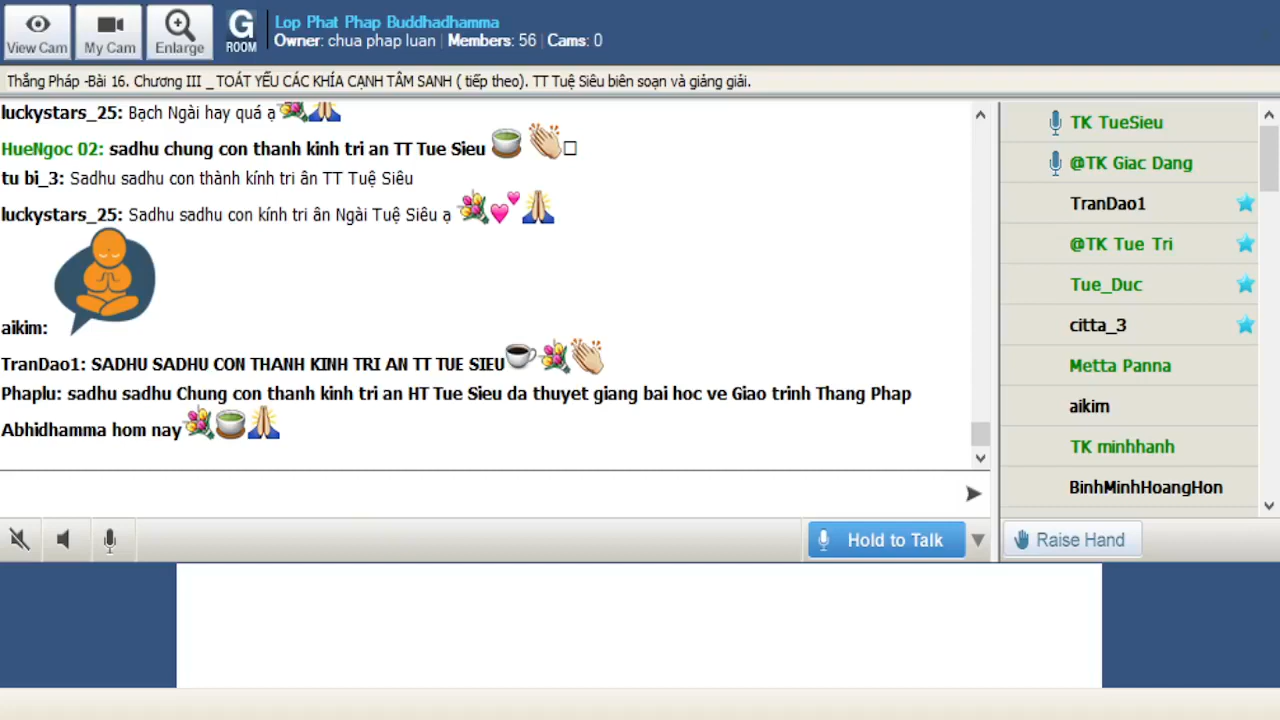 View Cam
My Cam
Enlarge
G
ROOM
Lop Phat Phap Buddhadhamma
Owner: chua phap luan | Members: 56 | Cams: 0
Thắng Pháp -Bài 16. Chương III _ TOÁT YẾU CÁC KHÍA CẠNH TÂM SANH ( tiếp theo). TT Tuệ Siêu biên soạn và giảng giải.
luckystars_25: Bạch Ngài hay quá ạ
HueNgoc 02: sadhu chung con thanh kinh tri an TT Tue Sieu
tu bi_3: Sadhu sadhu con thành kính tri ân TT Tuệ Siêu
luckystars_25: Sadhu sadhu con kính tri ân Ngài Tuệ Siêu ạ
aikim:
TranDao1: SADHU SADHU CON THANH KINH TRI AN TT TUE SIEU
Phaplu: sadhu sadhu Chung con thanh kinh tri an HT Tue Sieu da thuyet giang bai hoc ve Giao trinh Thang Phap
Abhidhamma hom nay
TK TueSieu
@TK Giac Dang
TranDao1
@TK Tue Tri
Tue_Duc
citta_3
Metta Panna
aikim
TK minhhanh
BinhMinhHoangHon
Hold to Talk
Raise Hand